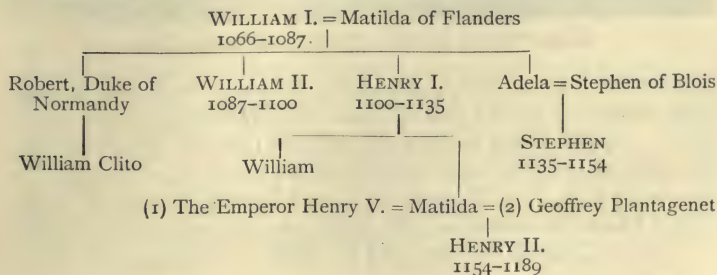 WILLIAM I. = Matilda of Flanders
1066–1087.
Robert, Duke of Normandy
WILLIAM II.
1087–1100
HENRY I.
1100–1135
Adela = Stephen of Blois
William Clito
William
STEPHEN
1135–1154
(1) The Emperor Henry V. = Matilda = (2) Geoffrey Plantagenet
HENRY II.
1154–1189